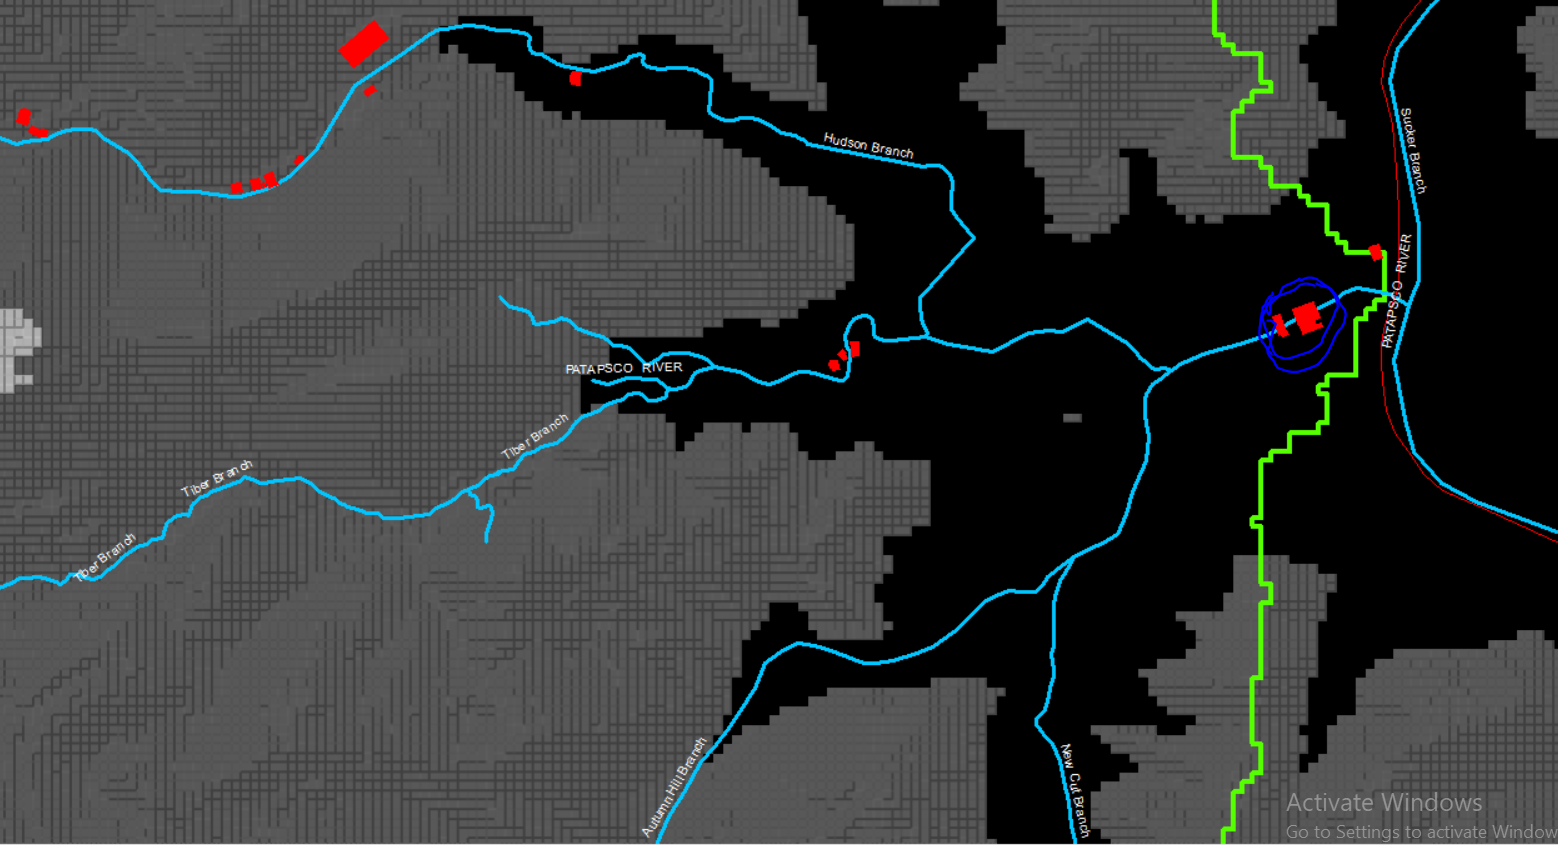 Hudson Branch
Sucker Branch
PATAPSCO RIVER
PATAPSCO RIVER
Tiber Branch
Tiber Branch
Tiber Branch
Autumn Hill Branch
New Cut Branch
Activate Windows
Go to Settings to activate Window